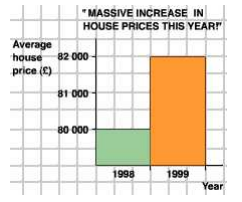 "MASSIVE INCREASE IN
HOUSE PRICES THIS YEAR!"
Average
house
price (£)
82 000
81 000
80 000
1998
1999
Year